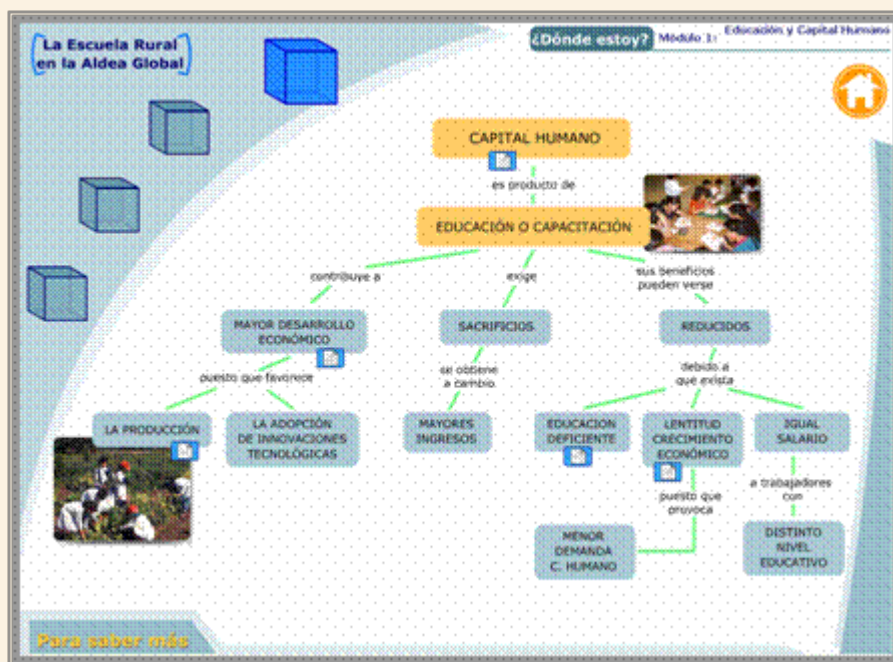 La Escuela Rural
en la Aldea Global
¿Dónde estoy? Módulo 1: Educación y Capital Humano
CAPITAL HUMANO
es producto de
EDUCACIÓN O CAPACITACIÓN
contribuye a
exige
sus beneficios
pueden verse
MAYOR DESARROLLO
ECONÓMICO
SACRIFICIOS
REDUCIDOS
puesto que favorece
se obtiene
a cambio
debido a
que exista
LA PRODUCCIÓN
LA ADOPCIÓN
DE INNOVACIONES
TECNOLÓGICAS
MAYORES
INGRESOS
EDUCACION
DEFICIENTE
LENTITUD
CRECIMIENTO
ECONÓMICO
IGUAL
SALARIO
puesto que
provoca
a trabajadores
con
MENOR
DEMANDA
C. HUMANO
DISTINTO
NIVEL
EDUCATIVO
Para saber más